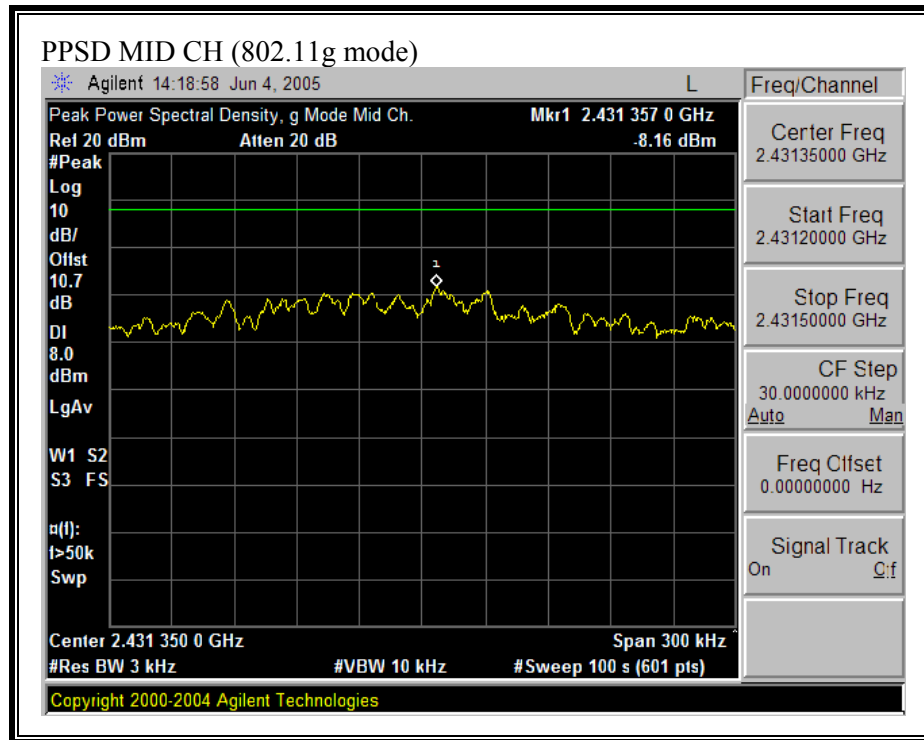 PPSD MID CH (802.11g mode)
Agilent 14:18:58 Jun 4, 2005 L
Freq/Channel
Peak Power Spectral Density, g Mode Mid Ch. Mkr1 2.431 357 0 GHz
Ref 20 dBm Atten 20 dB -8.16 dBm
#Peak
Log
10
dB/
Offst
10.7
dB
DI
8.0
dBm
LgAv
W1 S2
S3 FS
¤(f):
f>50k
Swp
1
Center 2.431 350 0 GHz Span 300 kHz
#Res BW 3 kHz #VBW 10 kHz #Sweep 100 s (601 pts)
Copyright 2000-2004 Agilent Technologies
Center Freq
2.43135000 GHz
Start Freq
2.43120000 GHz
Stop Freq
2.43150000 GHz
CF Step
30.0000000 kHz
Auto Man
Freq Offset
0.00000000 Hz
Signal Track
On Off